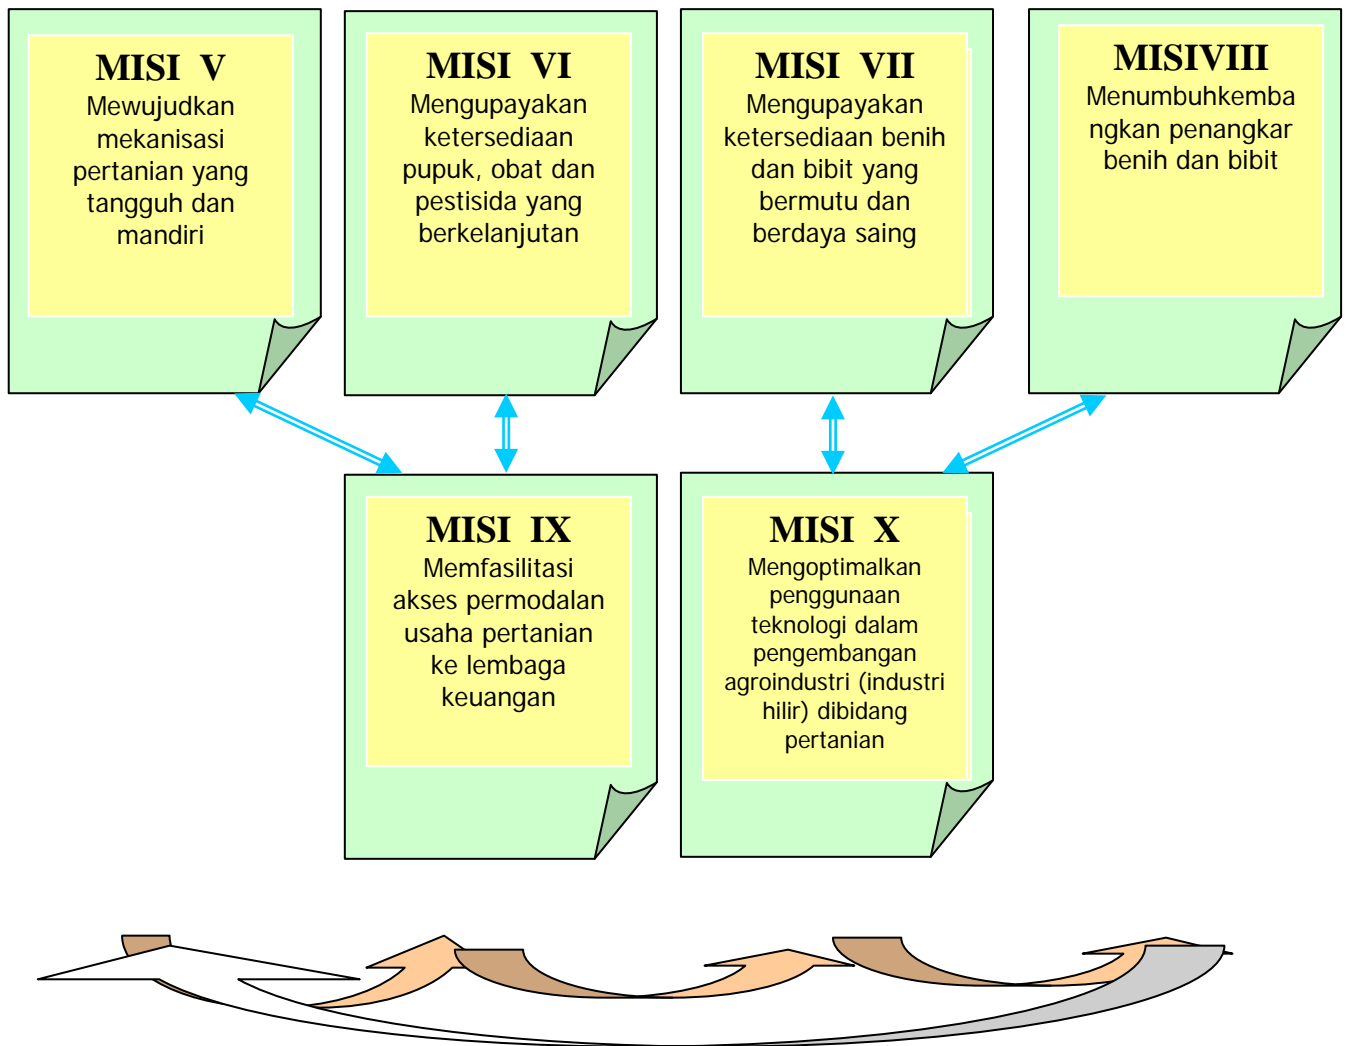 MISI V
Mewujudkan
mekanisasi
pertanian yang
tangguh dan
mandiri
MISI VI
Mengupayakan
ketersediaan
pupuk, obat dan
pestisida yang
berkelanjutan
MISI VII
Mengupayakan
ketersediaan benih
dan bibit yang
bermutu dan
berdaya saing
MISIVIII
Menumbuhkemba
ngkan penangkar
benih dan bibit
MISI IX
Memfasilitasi
akses permodalan
usaha pertanian
ke lembaga
keuangan
MISI X
Mengoptimalkan
penggunaan
teknologi dalam
pengembangan
agroindustri (industri
hilir) dibidang
pertanian